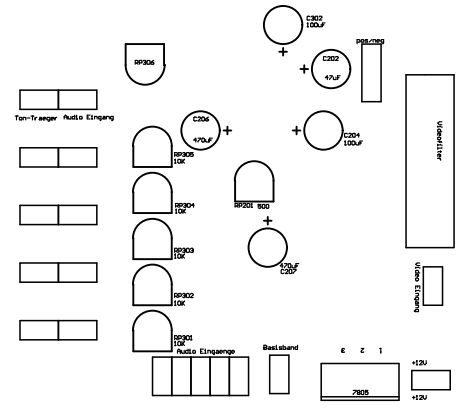 C302
100uF
pos/neg
RP306
C202
47uF
Ton-Traeger Audio Eingang
C206
470uF
Videofilter
C204
100uF
RP305
10K
RP304
10K
RP201 500
RP303
10K
470uF
C207
Video Eingang
RP302
10K
RP301
10K
Audio Eingaenge
Basisband
3 2 1
+12V
7805
+12V